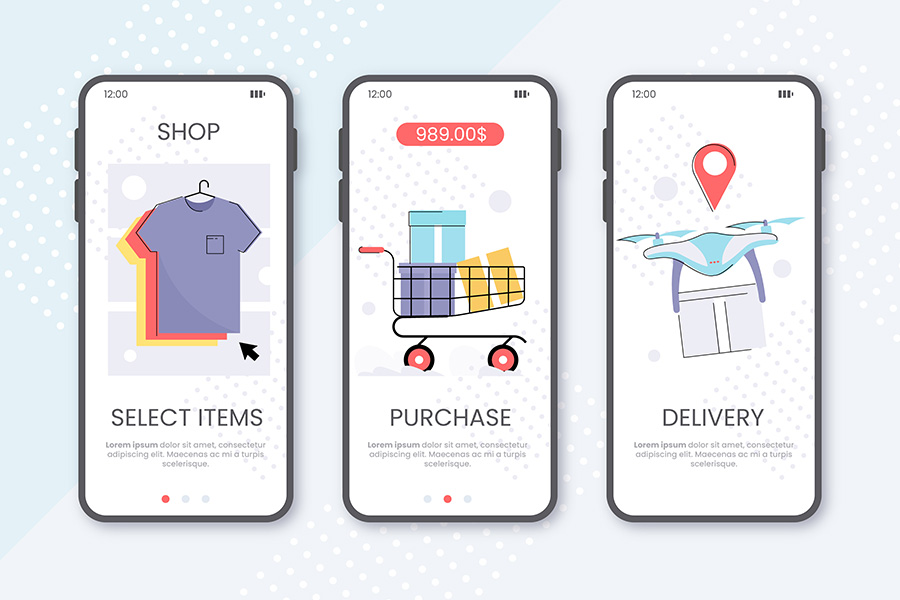 12:00
SHOP
SELECT ITEMS
Lorem ipsum dolor sit amet, consectetur
adipiscing elit. Maecenas ac mi a turpis
scelerisque.
12:00
989.00$
PURCHASE
Lorem ipsum dolor sit amet, consectetur
adipiscing elit. Maecenas ac mi a turpis
scelerisque.
12:00
DELIVERY
Lorem ipsum dolor sit amet, consectetur
adipiscing elit. Maecenas ac mi a turpis
scelerisque.